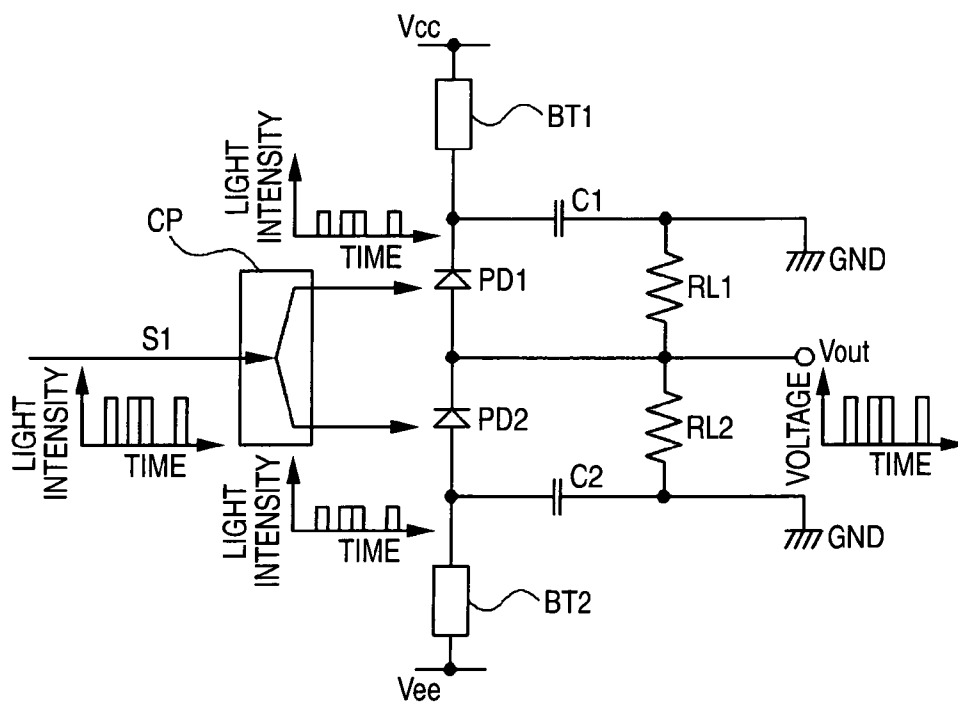 Vcc
BT1
LIGHT
INTENSITY
TIME
C1
CP
GND
PD1
RL1
S1
Vout
LIGHT
INTENSITY
TIME
PD2
RL2
VOLTAGE
TIME
C2
LIGHT
INTENSITY
TIME
GND
BT2
Vee